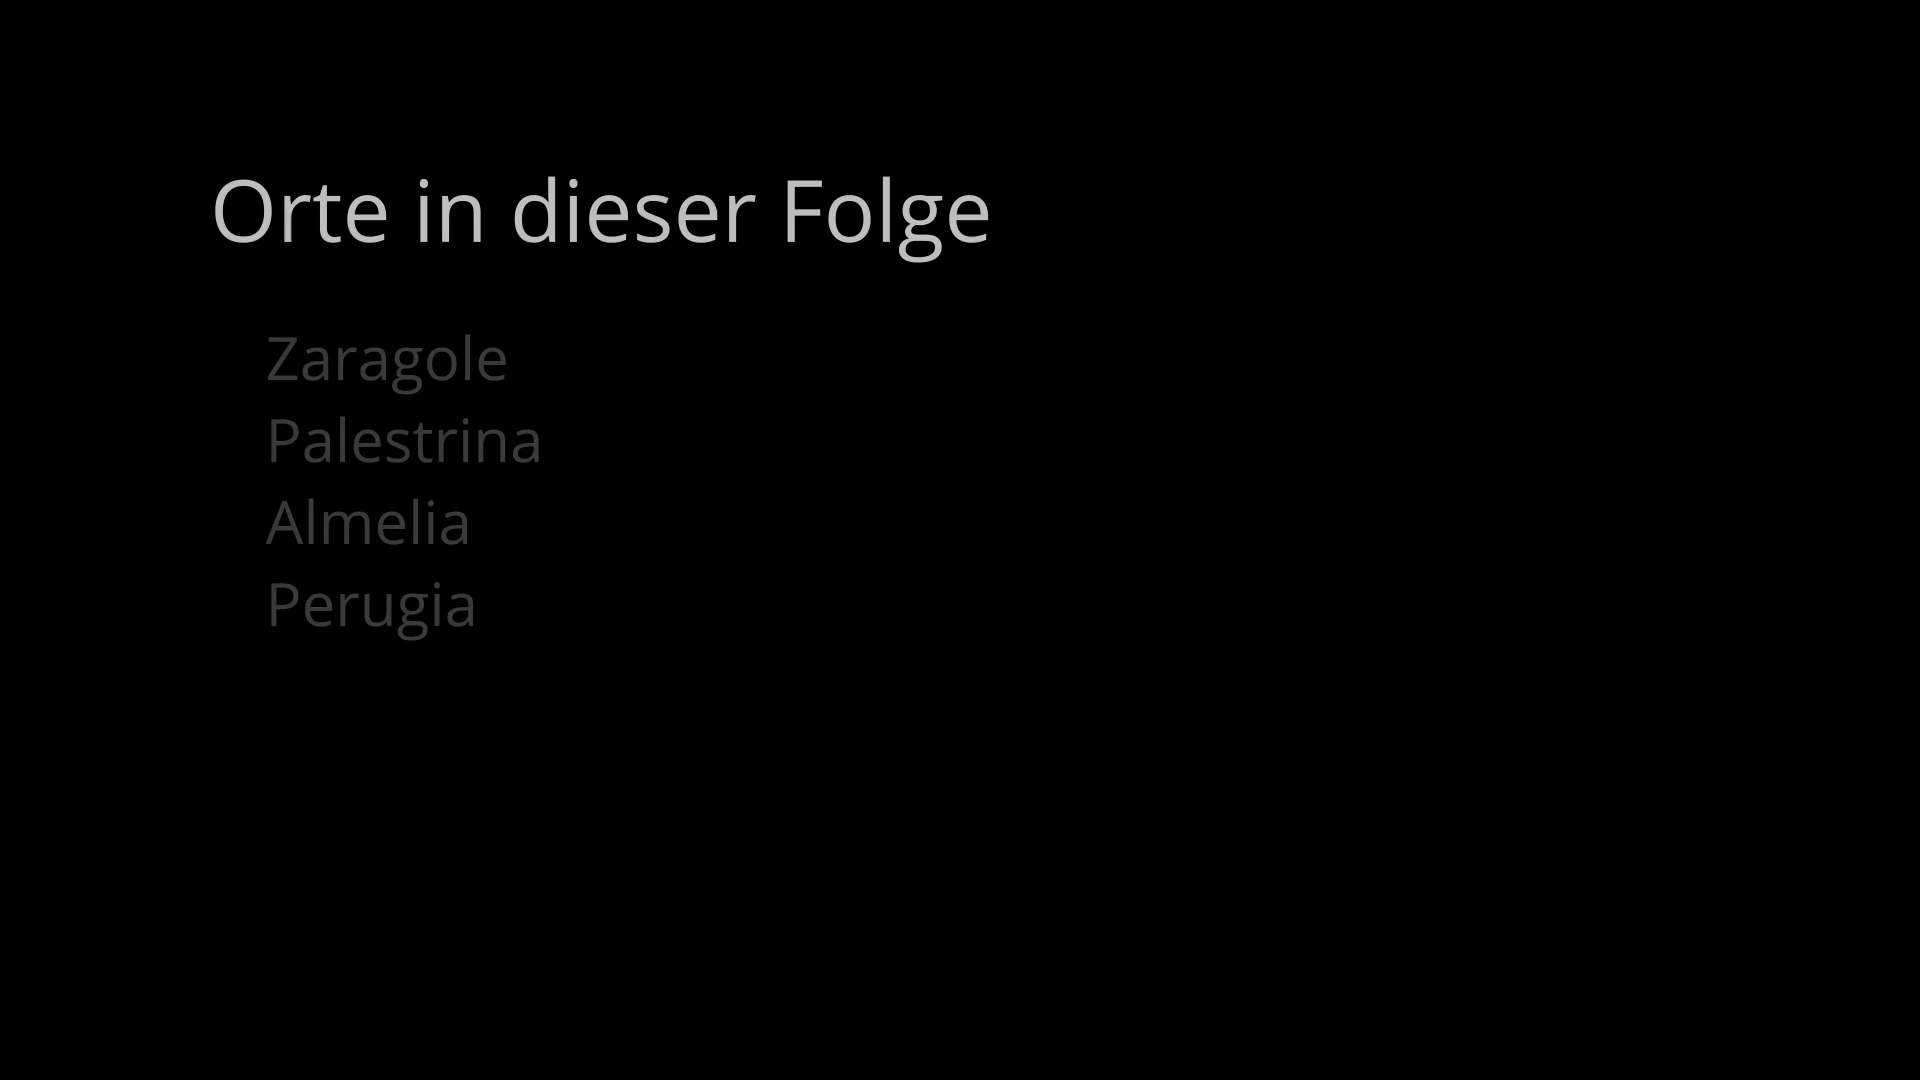 Orte in dieser Folge
Zaragole
Palestrina
Almelia
Perugia